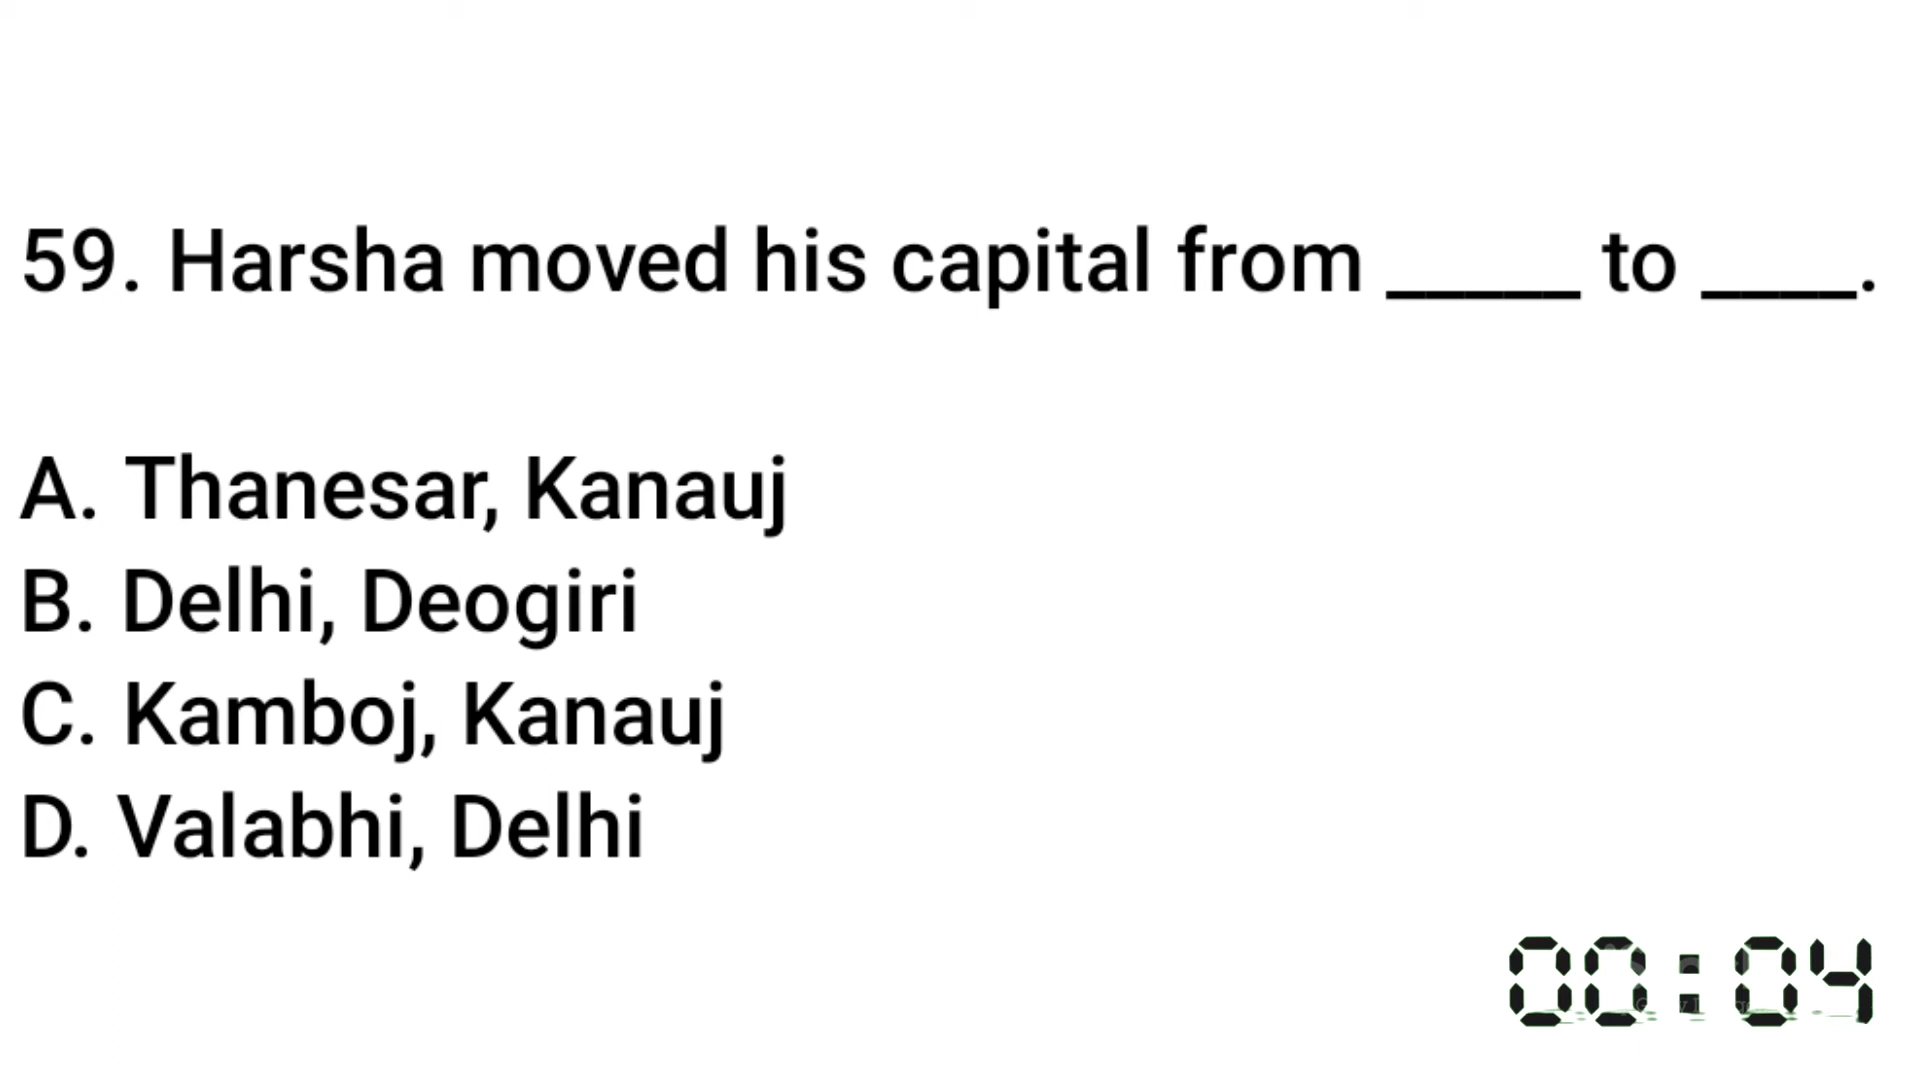 59. Harsha moved his capital from _____ to ____.
A. Thanesar, Kanauj
B. Delhi, Deogiri
C. Kamboj, Kanauj
D. Valabhi, Delhi
00:04